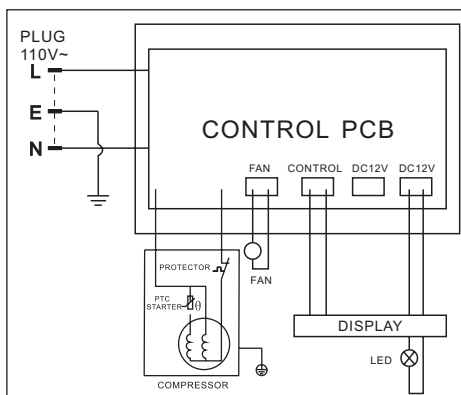 PLUG
110V~
L
E
N
CONTROL PCB
FAN CONTROL DC12V DC12V
PROTECTOR
FAN
PTC
STARTER θ
DISPLAY
LED
COMPRESSOR